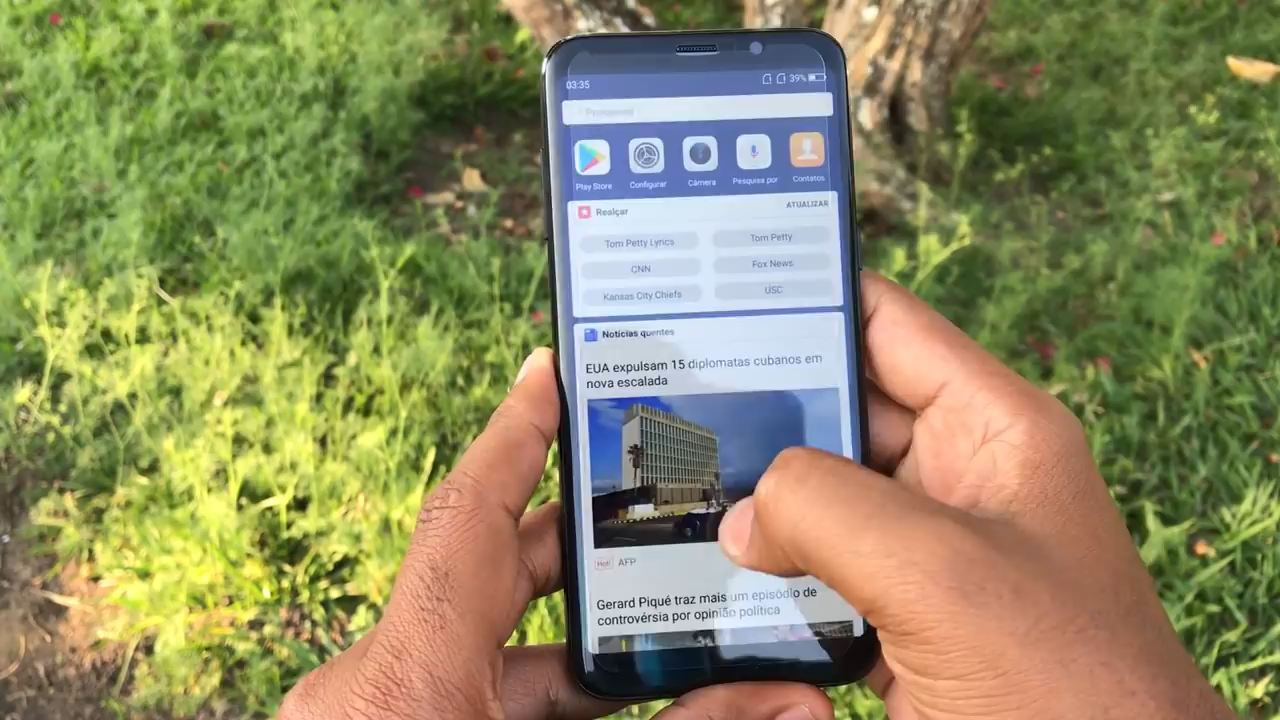 03:35
39%
Play Store
Configurar
Câmera
Pesquisa por
Contatos
Realçar
ATUALIZAR
Tom Petty Lyrics
Tom Petty
CNN
Fox News
Kansas City Chiefs
USC
Notícias quentes
EUA expulsam 15 diplomatas cubanos em
nova escalada
Hot! AFP
Gerard Piqué traz mais um episódio de
controvérsia por opinião política